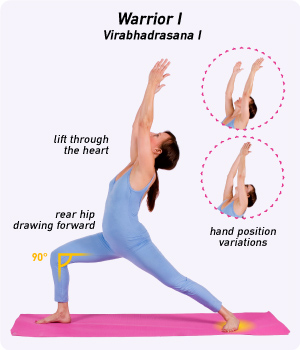 Warrior I
Virabhadrasana I
lift through
the heart
rear hip
drawing forward
90°
hand position
variations